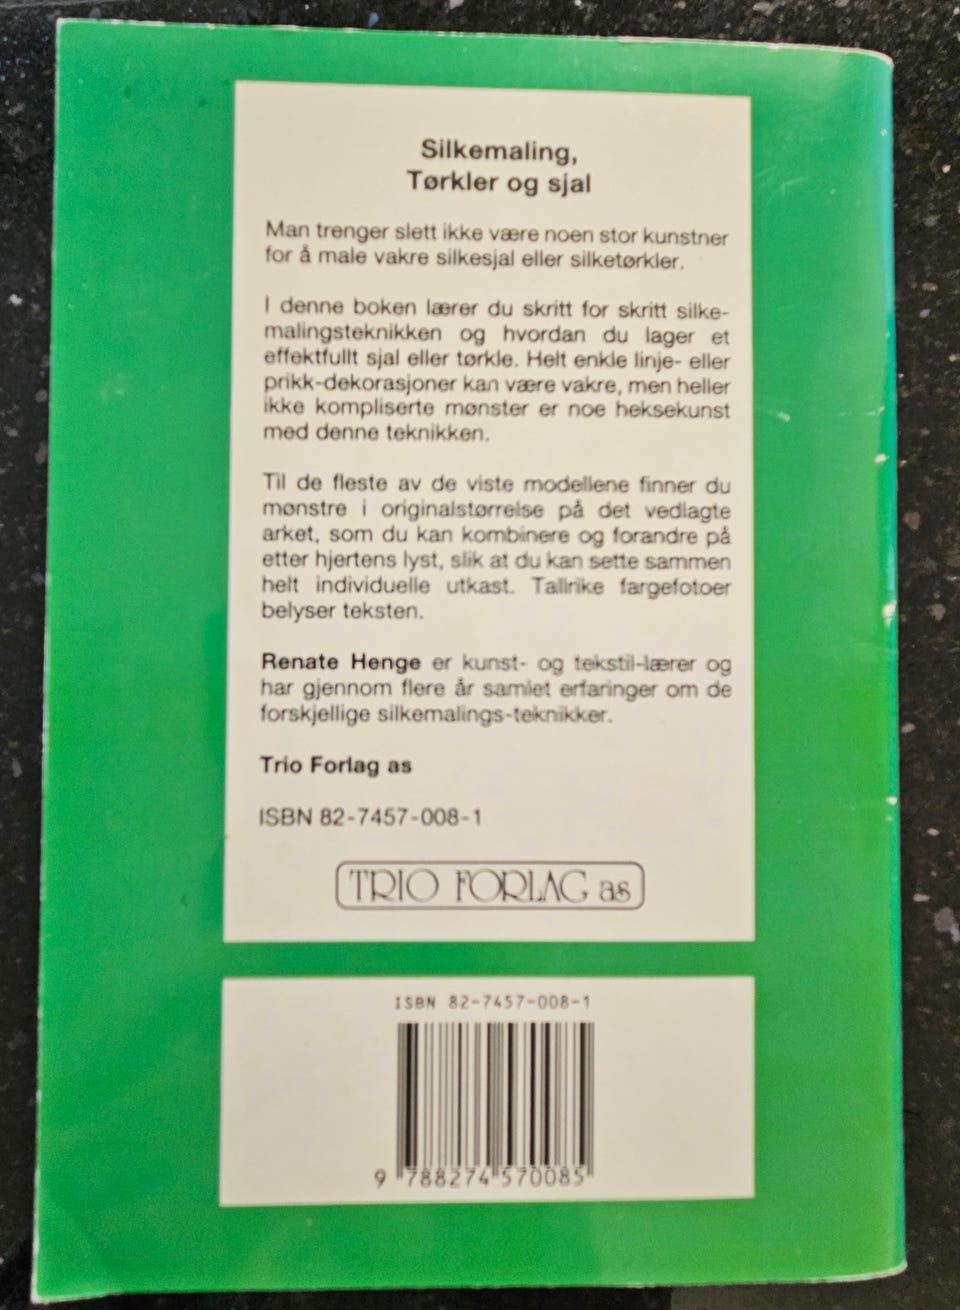 Silkemaling,
Tørkler og sjal
Man trenger slett ikke være noen stor kunstner
for å male vakre silkesjal eller silketørkler.
I denne boken lærer du skritt for skritt silke-
malingsteknikken og hvordan du lager et
effektfullt sjal eller tørkle. Helt enkle linje- eller
prikk-dekorasjoner kan være vakre, men heller
ikke kompliserte mønster er noe heksekunst
med denne teknikken.
Til de fleste av de viste modellene finner du
mønstre i originalstørrelse på det vedlagte
arket, som du kan kombinere og forandre på
etter hjertens lyst, slik at du kan sette sammen
helt individuelle utkast. Tallrike fargefotoer
belyser teksten.
Renate Henge er kunst- og tekstil-lærer og
har gjennom flere år samlet erfaringer om de
forskjellige silkemalings-teknikker.
Trio Forlag as
ISBN 82-7457-008-1
TRIO FORLAG as
ISBN 82-7457-008-1
9 788274 570085